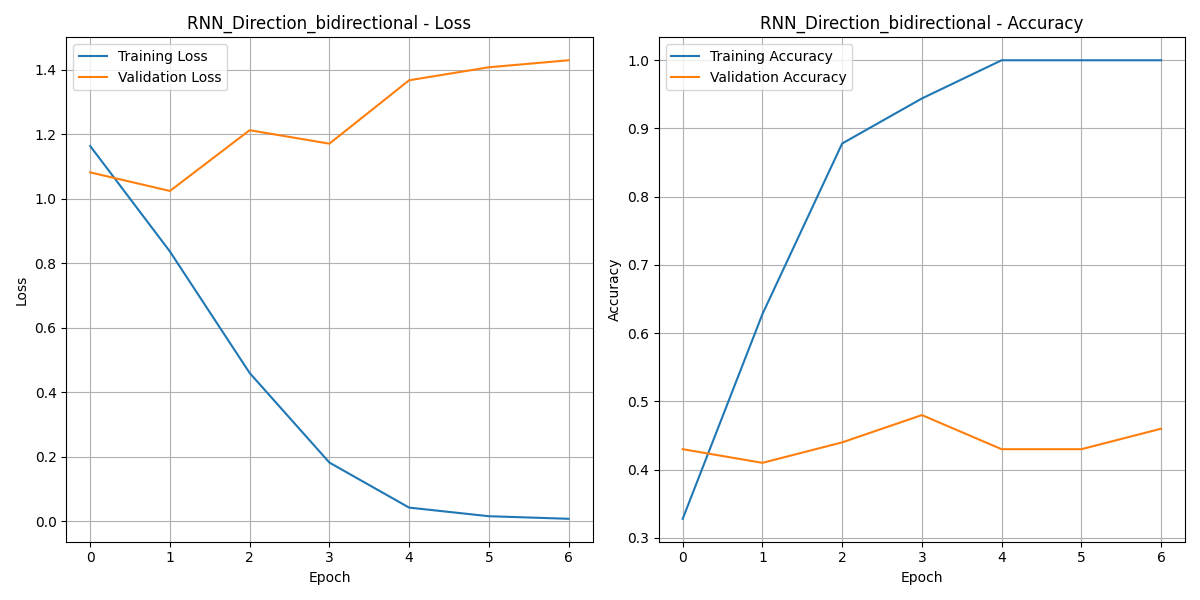 RNN_Direction_bidirectional - Loss
Training Loss
Validation Loss
1.4
1.2
1.0
0.8
0.6
0.4
0.2
0.0
Loss
0 1 2 3 4 5 6
Epoch
RNN_Direction_bidirectional - Accuracy
Training Accuracy
Validation Accuracy
1.0
0.9
0.8
0.7
0.6
0.5
0.4
0.3
Accuracy
0 1 2 3 4 5 6
Epoch